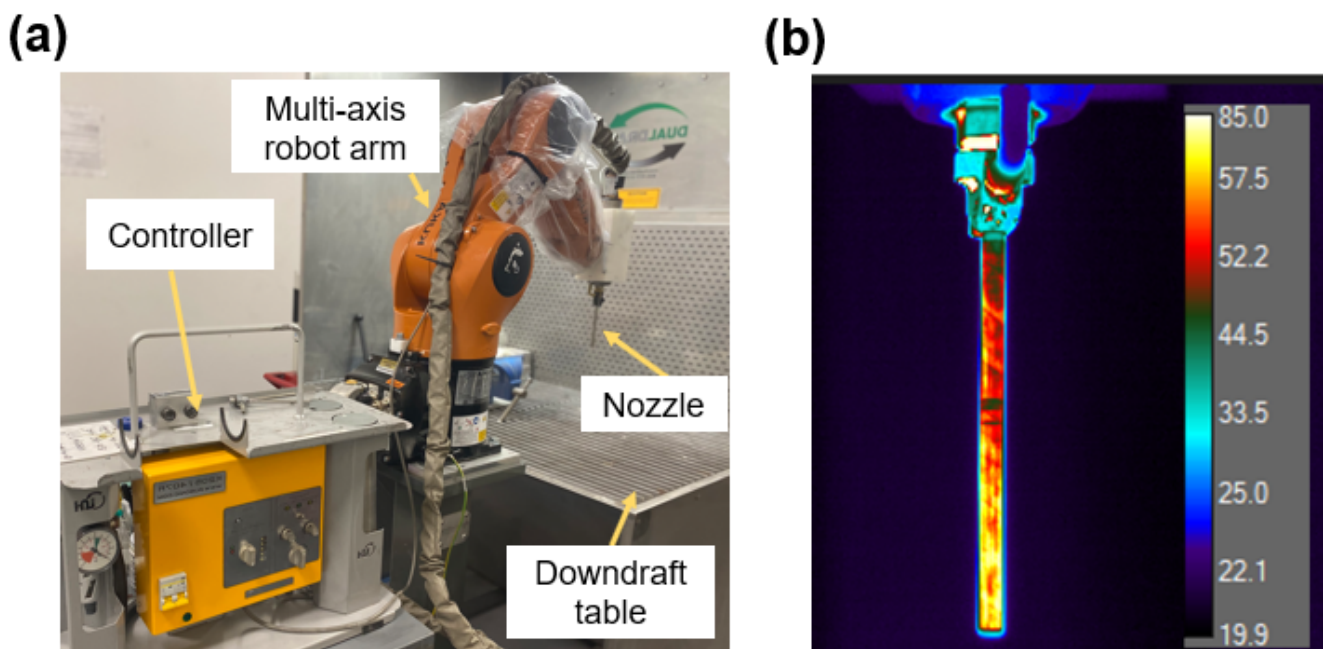 (a)
(b)
Multi-axis
robot arm
Controller
Nozzle
Downdraft
table
85.0
57.5
52.2
44.5
33.5
25.0
22.1
19.9